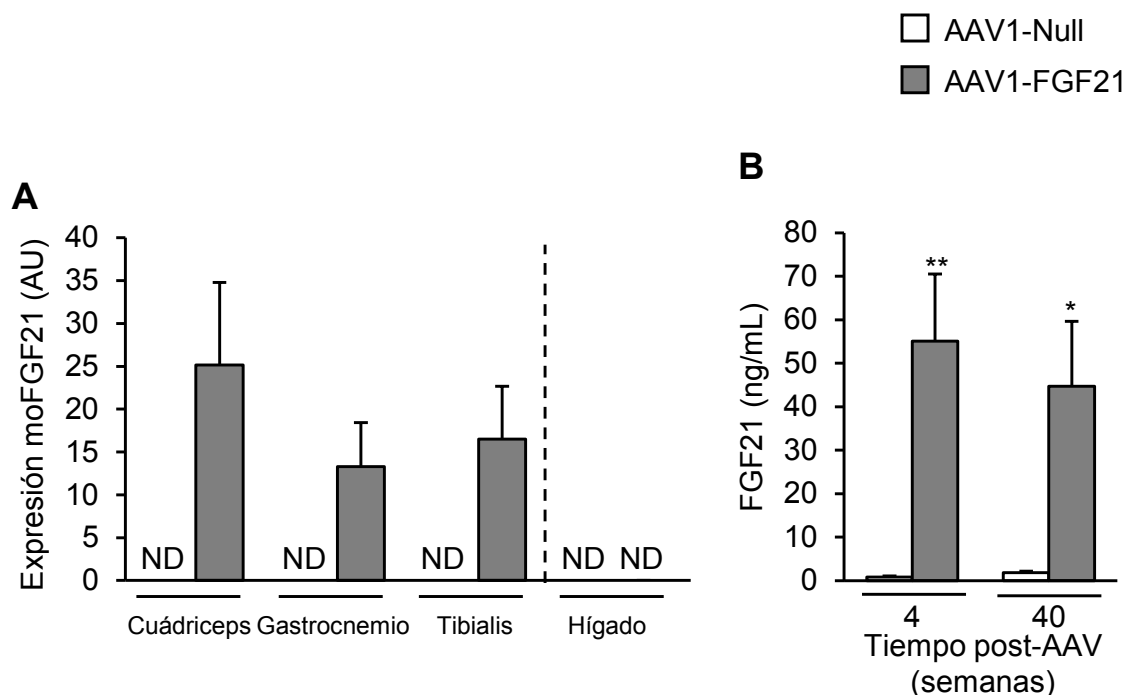 AAV1-Null
AAV1-FGF21
A
Expresión moFGF21 (AU)
40
35
30
25
20
15
10
5
0
ND
ND
ND
ND ND
Cuádriceps Gastrocnemio Tibialis Hígado
B
FGF21 (ng/mL)
80
70
60
50
40
30
20
10
0
**
*
4 40
Tiempo post-AAV
(semanas)